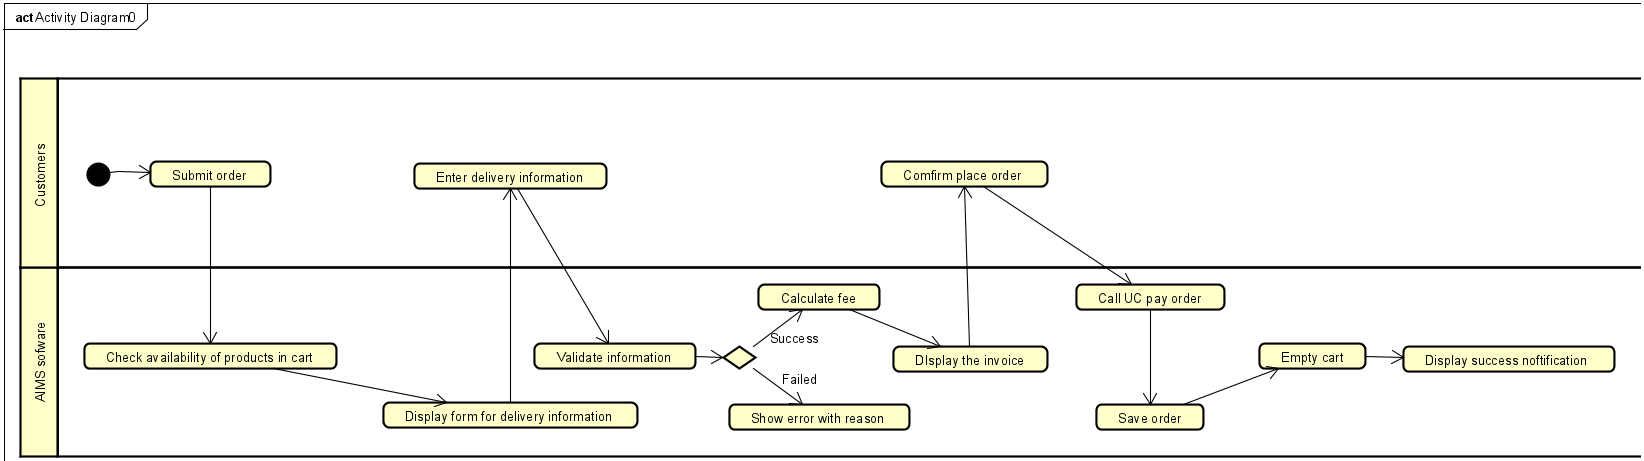 act Activity Diagram0
Customers
Submit order
Enter delivery information
Comfirm place order
AIMS sofware
Calculate fee
Call UC pay order
Success
Check availability of products in cart
Validate information
DIsplay the invoice
Empty cart
Display success noftification
Failed
Display form for delivery information
Show error with reason
Save order